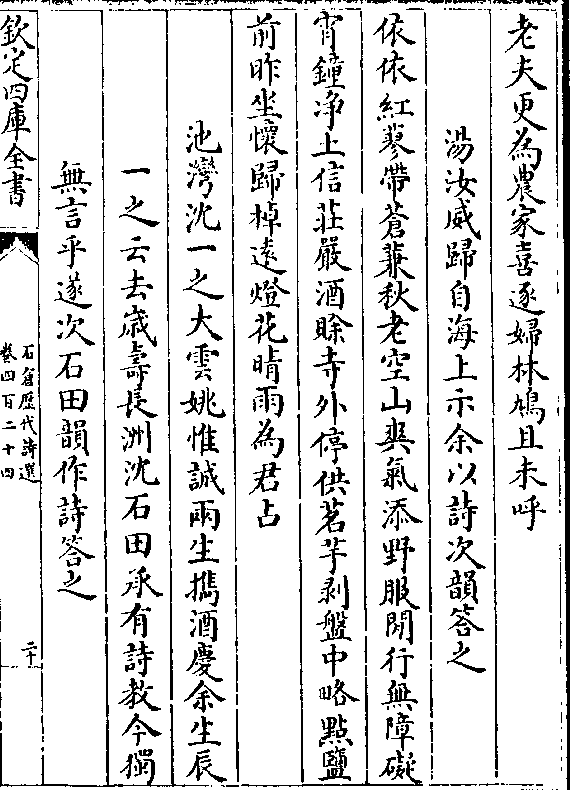 老夫更為農家喜逐婦林鳩且未呼
湯汝威歸自海上示余以詩次韻答之
依依紅蓼帶蒼蒹秋老空山爽氣添野服閒行無障礙
宵鐘净上信莊嚴酒賖寺外停供茗芋剥盤中略點鹽
前昨坐懷歸棹遠燈花晴雨為君占
池灣沈一之大雲姚惟誠兩生擕酒慶余生辰
一之云去歲壽長洲沈石田承有詩教今獨
無言乎遂次石田韻作詩答之
欽定四庫全書
石倉歷代詩選
卷四百二十四
二十